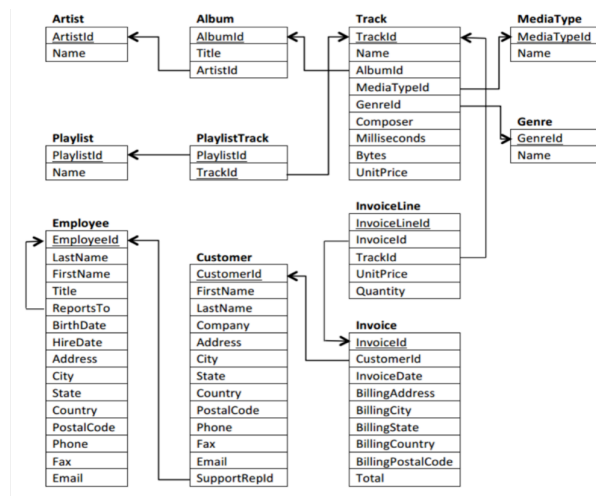 Artist
ArtistId
Name
Album
AlbumId
Title
ArtistId
Track
TrackId
Name
AlbumId
MediaTypeId
GenreId
Composer
Milliseconds
Bytes
UnitPrice
MediaType
MediaTypeId
Name
Genre
GenreId
Name
Playlist
PlaylistId
Name
PlaylistTrack
PlaylistId
TrackId
Employee
EmployeeId
LastName
FirstName
Title
ReportsTo
BirthDate
HireDate
Address
City
State
Country
PostalCode
Phone
Fax
Email
Customer
CustomerId
FirstName
LastName
Company
Address
City
State
Country
PostalCode
Phone
Fax
Email
SupportRepId
InvoiceLine
InvoiceLineId
InvoiceId
TrackId
UnitPrice
Quantity
Invoice
InvoiceId
CustomerId
InvoiceDate
BillingAddress
BillingCity
BillingState
BillingCountry
BillingPostalCode
Total